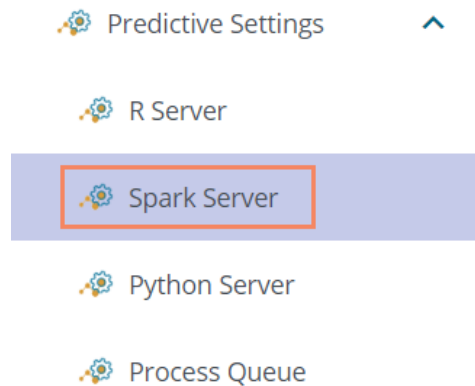 Predictive Settings
R Server
Spark Server
Python Server
Process Queue